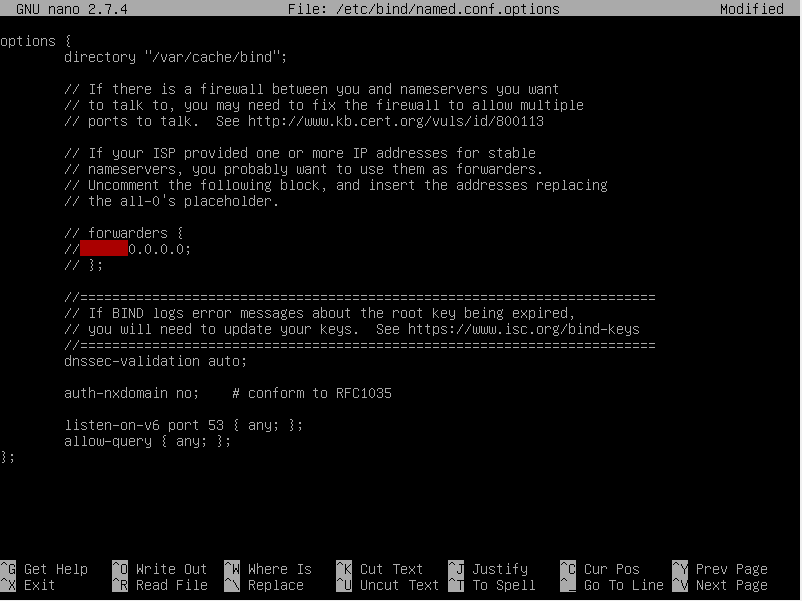 GNU nano 2.7.4 File: /etc/bind/named.conf.options Modified
options {
directory "/var/cache/bind";
// If there is a firewall between you and nameservers you want
// to talk to, you may need to fix the firewall to allow multiple
// ports to talk.  See http://www.kb.cert.org/vuls/id/800113
// If your ISP provided one or more IP addresses for stable
// nameservers, you probably want to use them as forwarders.
// Uncomment the following block, and insert the addresses replacing
// the all-0's placeholder.
// forwarders {
//      0.0.0.0;
// };
//========================================================================
// If BIND logs error messages about the root key being expired,
// you will need to update your keys.  See https://www.isc.org/bind-keys
//========================================================================
dnssec-validation auto;
auth-nxdomain no;    # conform to RFC1035
listen-on-v6 port 53 { any; };
allow-query { any; };
};
^G Get Help ^O Write Out ^W Where Is ^K Cut Text ^J Justify ^C Cur Pos ^Y Prev Page
^X Exit ^R Read File ^\ Replace ^U Uncut Text ^T To Spell ^_ Go To Line ^V Next Page